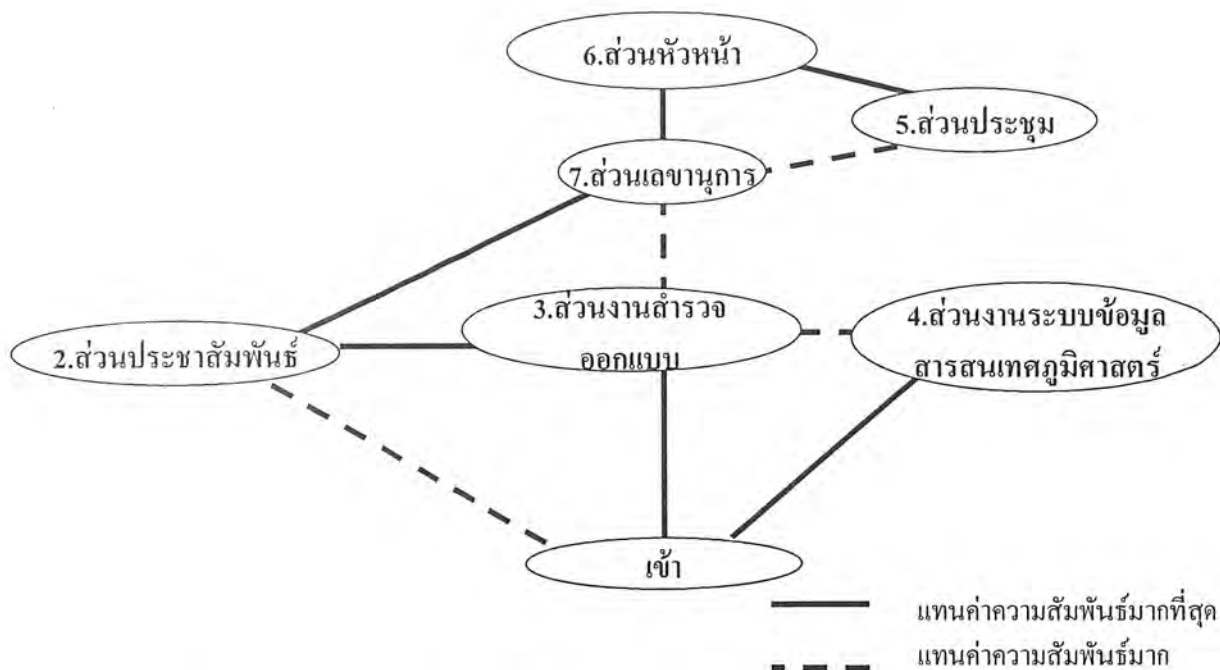 6.ส่วนหัวหน้า
5.ส่วนประชุม
7.ส่วนเลขานุการ
3.ส่วนงานสำรวจ
ออกแบบ
4.ส่วนงานระบบข้อมูล
สารสนเทศภูมิศาสตร์
2.ส่วนประชาสัมพันธ์
เข้า
แทนค่าความสัมพันธ์มากที่สุด
แทนค่าความสัมพันธ์มาก